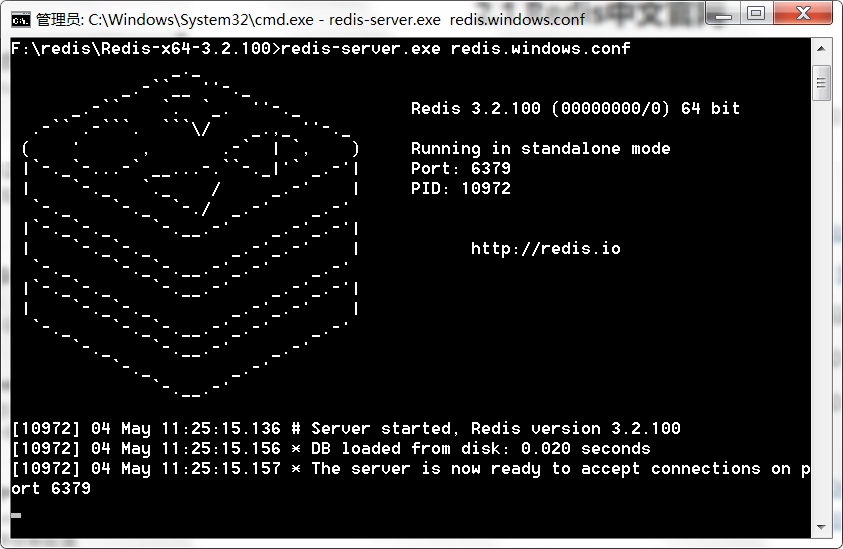 管理员: C:\Windows\System32\cmd.exe - redis-server.exe  redis.windows.conf
F:\redis\Redis-x64-3.2.100>redis-server.exe redis.windows.conf
Redis 3.2.100 (00000000/0) 64 bit
Running in standalone mode
Port: 6379
PID: 10972
http://redis.io
[10972] 04 May 11:25:15.136 # Server started, Redis version 3.2.100
[10972] 04 May 11:25:15.156 * DB loaded from disk: 0.020 seconds
[10972] 04 May 11:25:15.157 * The server is now ready to accept connections on p
ort 6379